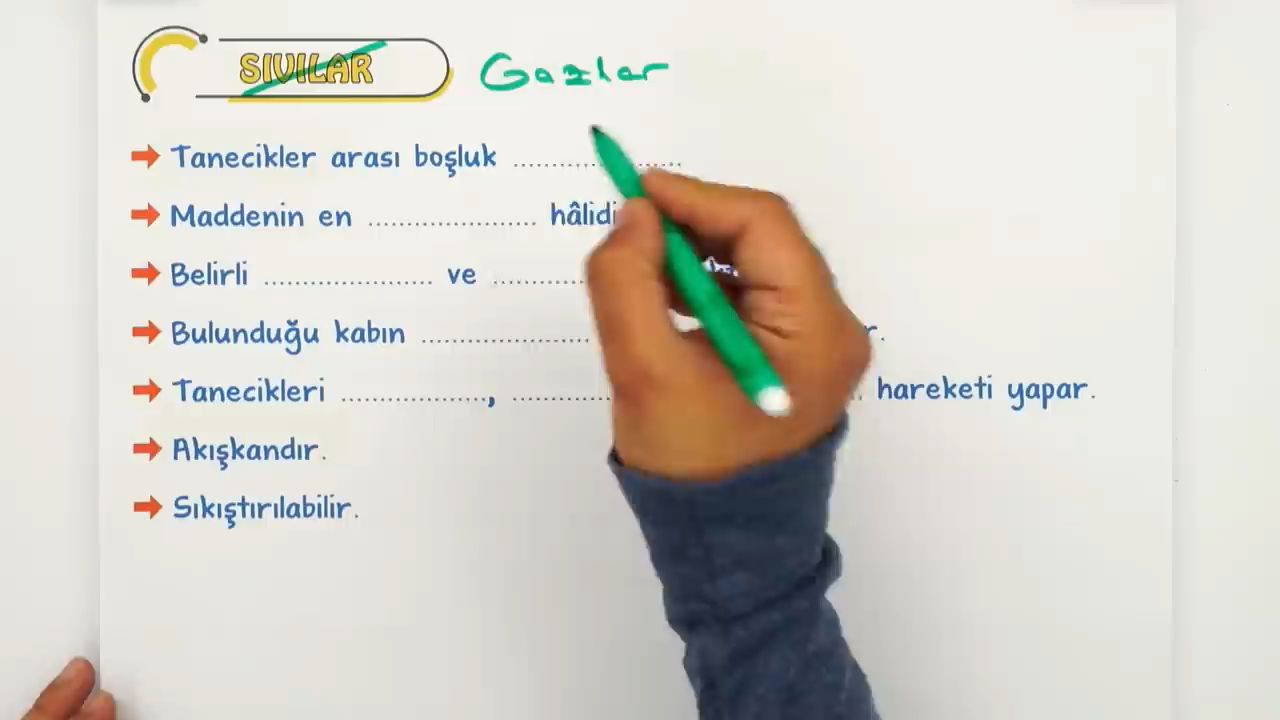 SIVILAR Gazlar
Tanecikler arası boşluk ....................
Maddenin en .................... hâlidi
Belirli .................... ve ..........
Bulunduğu kabın .................... r.
Tanecikleri ................, .......... hareketi yapar.
Akışkandır.
Sıkıştırılabilir.